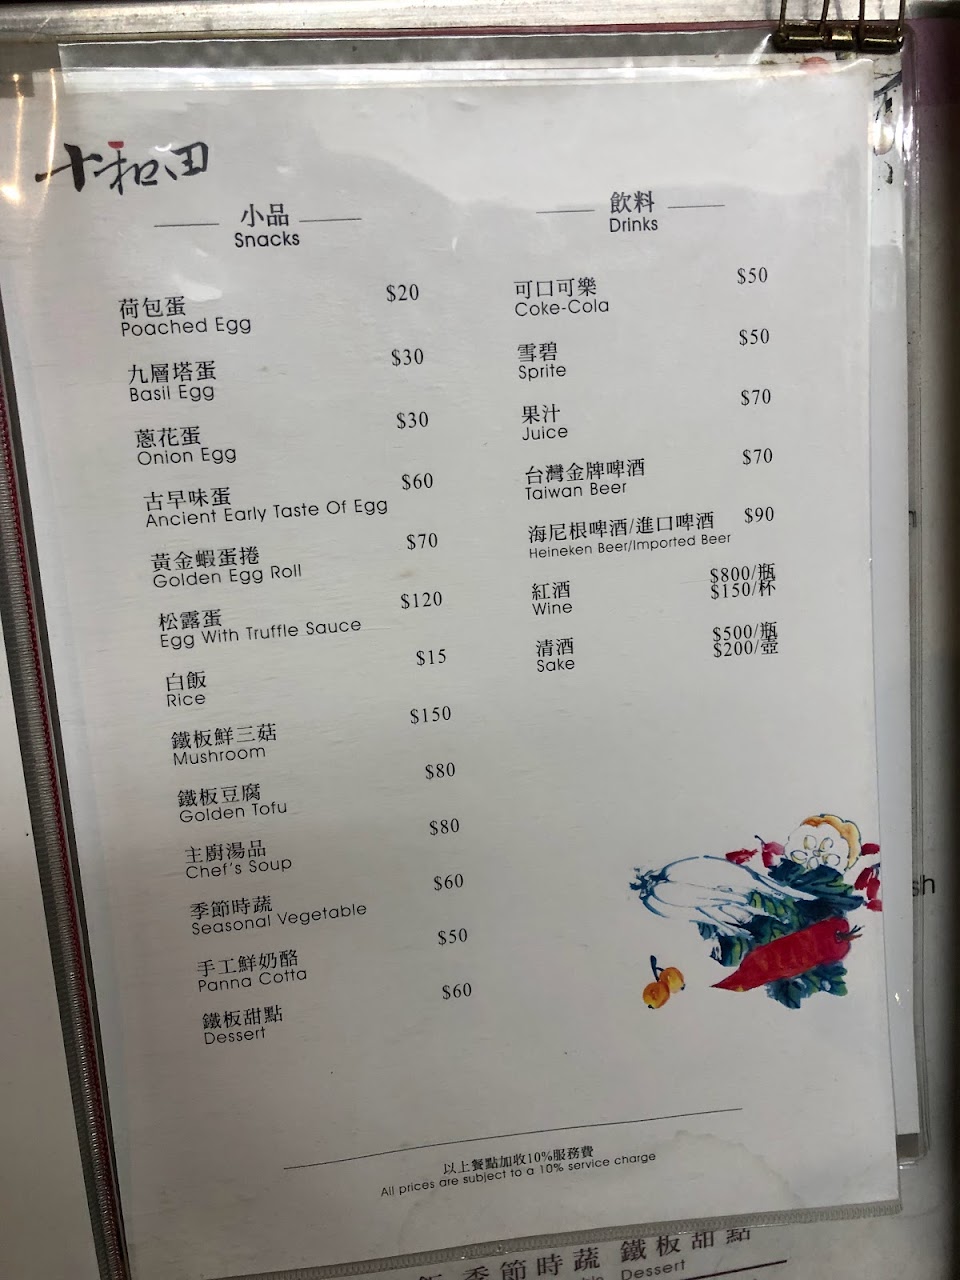 十和田
小品
Snacks
荷包蛋 $20
Poached Egg
九層塔蛋 $30
Basil Egg
蔥花蛋 $30
Onion Egg
古早味蛋 $60
Ancient Early Taste Of Egg
黃金蝦蛋捲 $70
Golden Egg Roll
松露蛋 $120
Egg With Truffle Sauce
白飯 $15
Rice
鐵板鮮三菇 $150
Mushroom
鐵板豆腐 $80
Golden Tofu
主廚湯品 $80
Chef's Soup
季節時蔬 $60
Seasonal Vegetable
手工鮮奶酪 $50
Panna Cotta
鐵板甜點 $60
Dessert
飲料
Drinks
可口可樂 $50
Coke-Cola
雪碧 $50
Sprite
果汁 $70
Juice
台灣金牌啤酒 $70
Taiwan Beer
海尼根啤酒/進口啤酒 $90
Heineken Beer/Imported Beer
紅酒 $800/瓶
Wine $150/杯
清酒 $500/瓶
Sake $200/壺
以上餐點加收10%服務費
All prices are subject to a 10% service charge
季節時蔬 鐵板甜點
Dessert